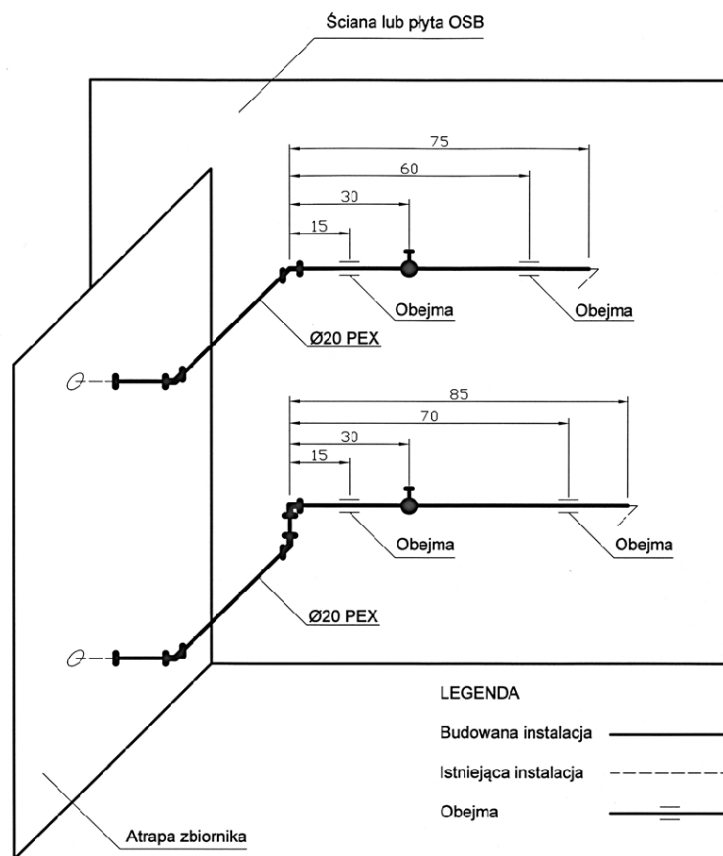 Ściana lub płyta OSB
75
60
30
15
Obejma
Obejma
Ø20 PEX
85
70
30
15
Obejma
Obejma
Ø20 PEX
LEGENDA
Budowana instalacja
Istniejąca instalacja
Obejma
Atrapa zbiornika